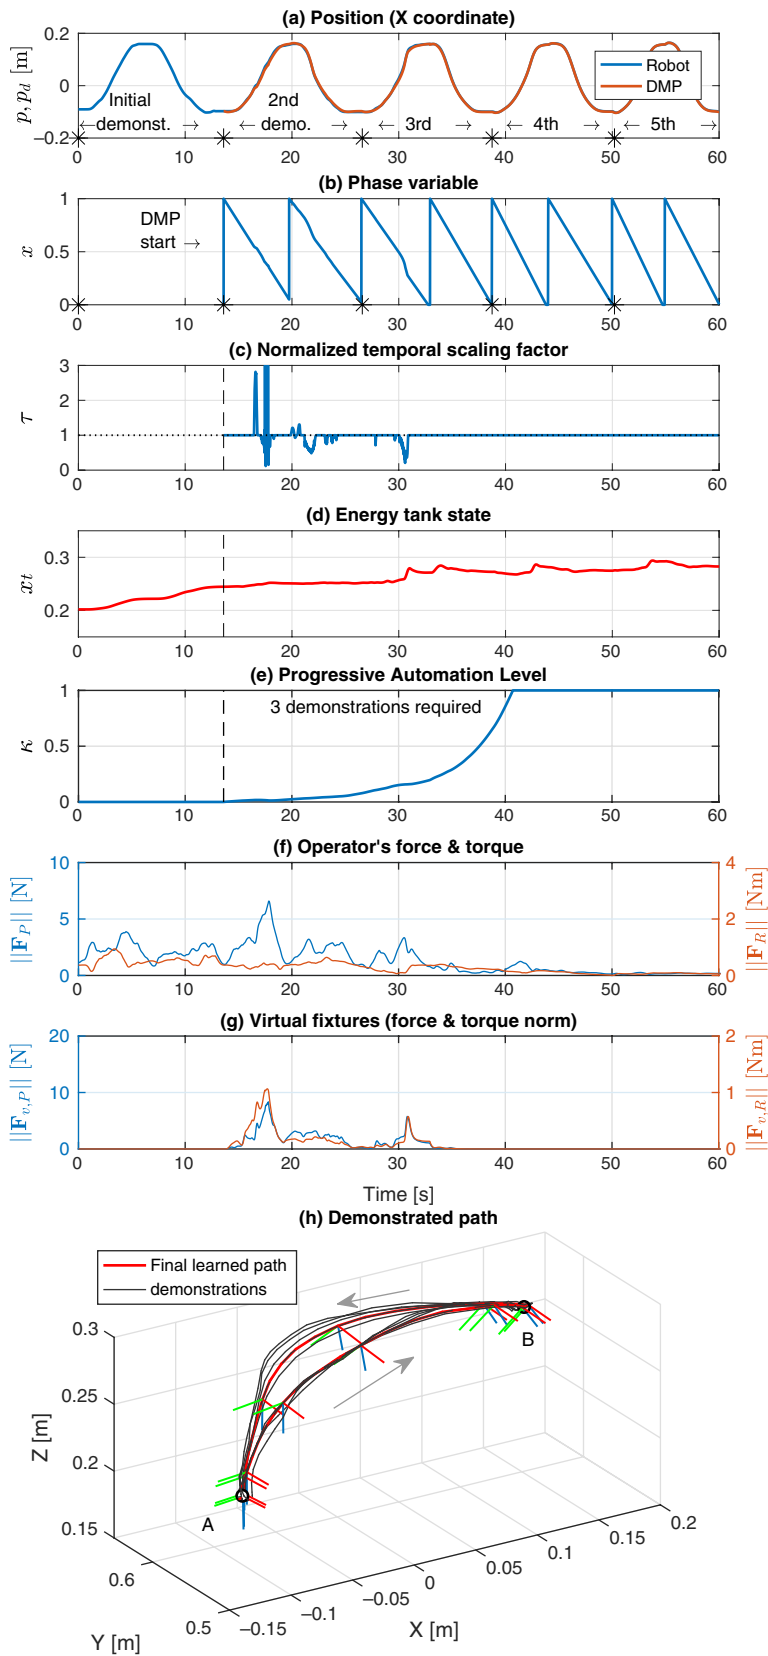 (a) Position (X coordinate)
p, p_d [m]
0.2
0
−0.2
Initial
demonst.
2nd
demo.
3rd
4th
5th
Robot
DMP
0 10 20 30 40 50 60
(b) Phase variable
x
1
0.5
0
DMP
start →
0 10 20 30 40 50 60
(c) Normalized temporal scaling factor
τ
3
2
1
0
0 10 20 30 40 50 60
(d) Energy tank state
xt
0.3
0.2
0 10 20 30 40 50 60
(e) Progressive Automation Level
κ
1
0.5
0
3 demonstrations required
0 10 20 30 40 50 60
(f) Operator's force & torque
||F_P|| [N]
10
5
0
4
2
0
||F_R|| [Nm]
0 10 20 30 40 50 60
(g) Virtual fixtures (force & torque norm)
||F_{v,P}|| [N]
20
10
0
2
1
0
||F_{v,R}|| [Nm]
0 10 20 30 40 50 60
Time [s]
(h) Demonstrated path
Final learned path
demonstrations
0.3
0.25
0.2
0.15
Z [m]
A
B
0.6
0.5
Y [m]
−0.15
−0.1
−0.05
0
0.05
0.1
0.15
0.2
X [m]